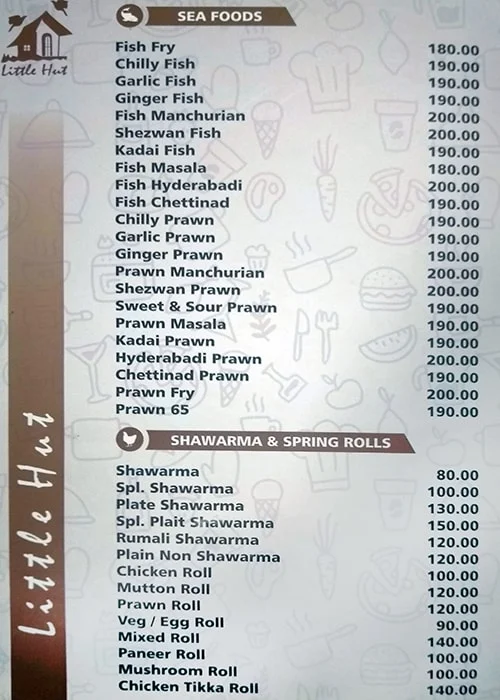 Little Hut
SEA FOODS
Fish Fry 180.00
Chilly Fish 190.00
Garlic Fish 190.00
Ginger Fish 190.00
Fish Manchurian 200.00
Shezwan Fish 200.00
Kadai Fish 190.00
Fish Masala 180.00
Fish Hyderabadi 200.00
Fish Chettinad 190.00
Chilly Prawn 190.00
Garlic Prawn 190.00
Ginger Prawn 190.00
Prawn Manchurian 200.00
Shezwan Prawn 200.00
Sweet & Sour Prawn 190.00
Prawn Masala 190.00
Kadai Prawn 190.00
Hyderabadi Prawn 200.00
Chettinad Prawn 190.00
Prawn Fry 200.00
Prawn 65 190.00
SHAWARMA & SPRING ROLLS
Shawarma 80.00
Spl. Shawarma 100.00
Plate Shawarma 130.00
Spl. Plait Shawarma 150.00
Rumali Shawarma 120.00
Plain Non Shawarma 120.00
Chicken Roll 100.00
Mutton Roll 120.00
Prawn Roll 120.00
Veg / Egg Roll 90.00
Mixed Roll 140.00
Paneer Roll 100.00
Mushroom Roll 100.00
Chicken Tikka Roll 140.00
Little Hut